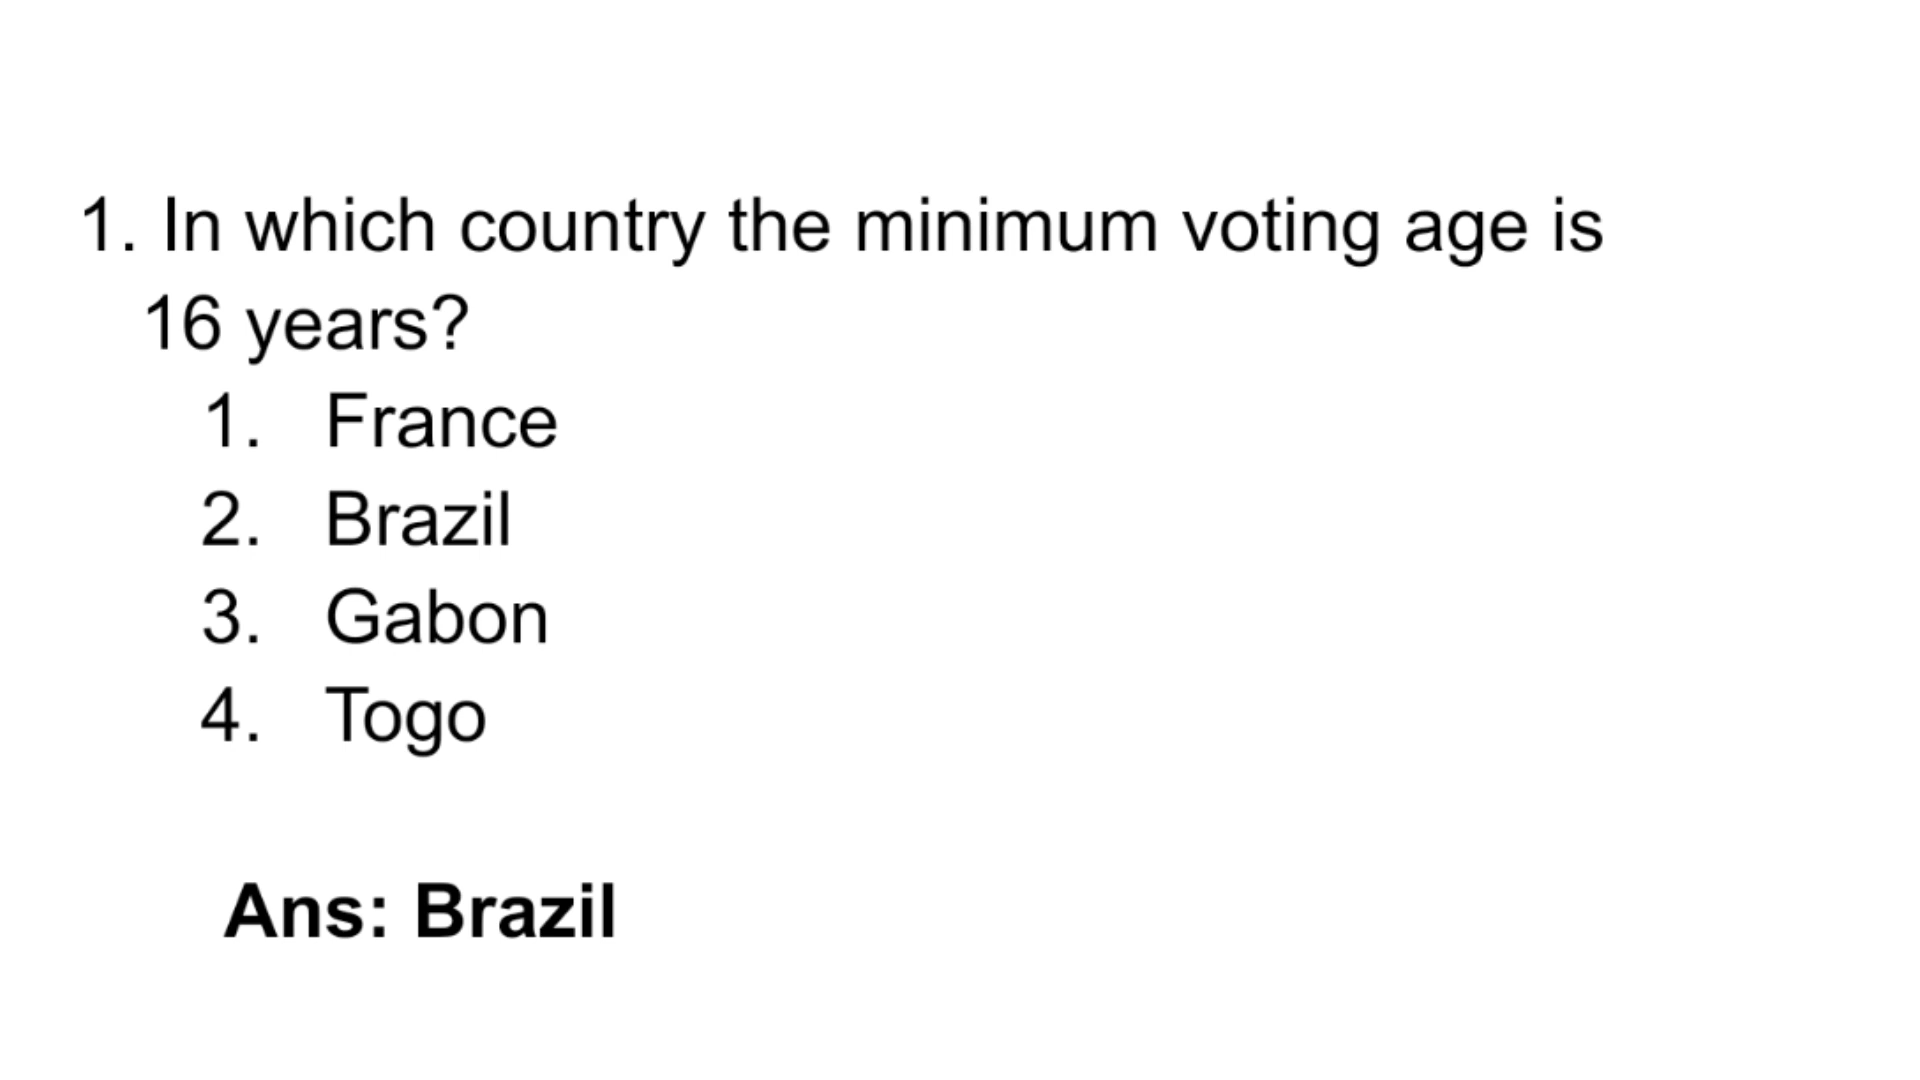 1. In which country the minimum voting age is
16 years?
1. France
2. Brazil
3. Gabon
4. Togo
Ans: Brazil